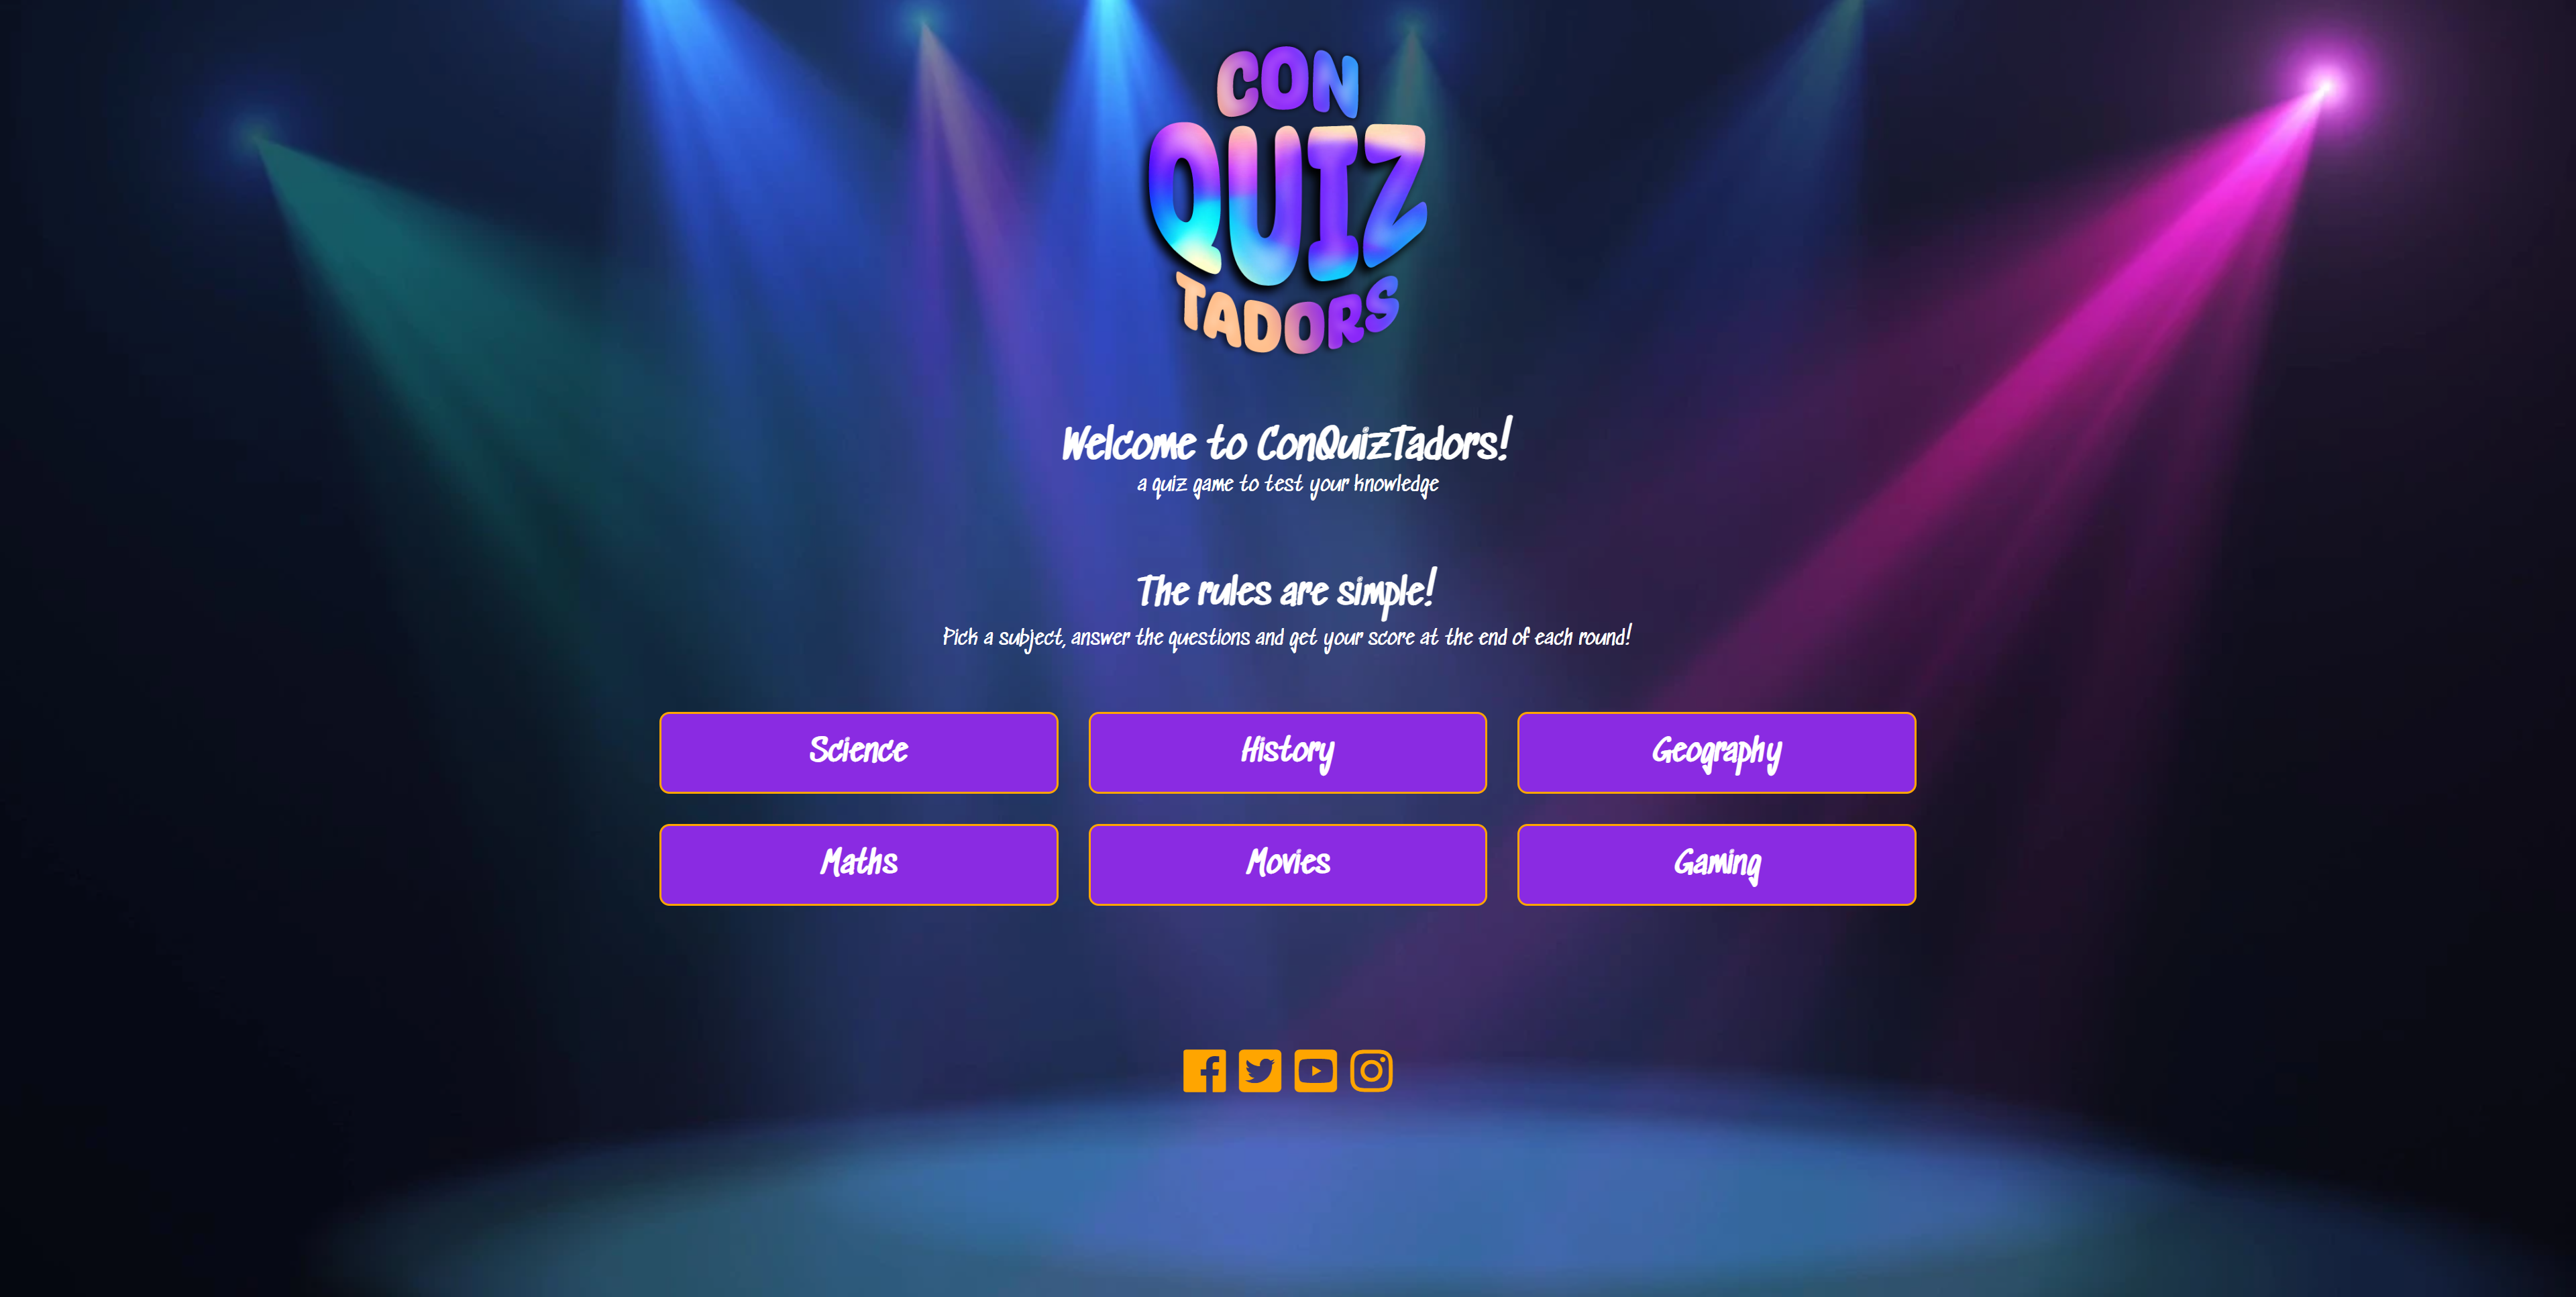 CON
QUIZ
TADORS
Welcome to ConQuizTadors!
a quiz game to test your knowledge
The rules are simple!
Pick a subject, answer the questions and get your score at the end of each round!
Science
History
Geography
Maths
Movies
Gaming